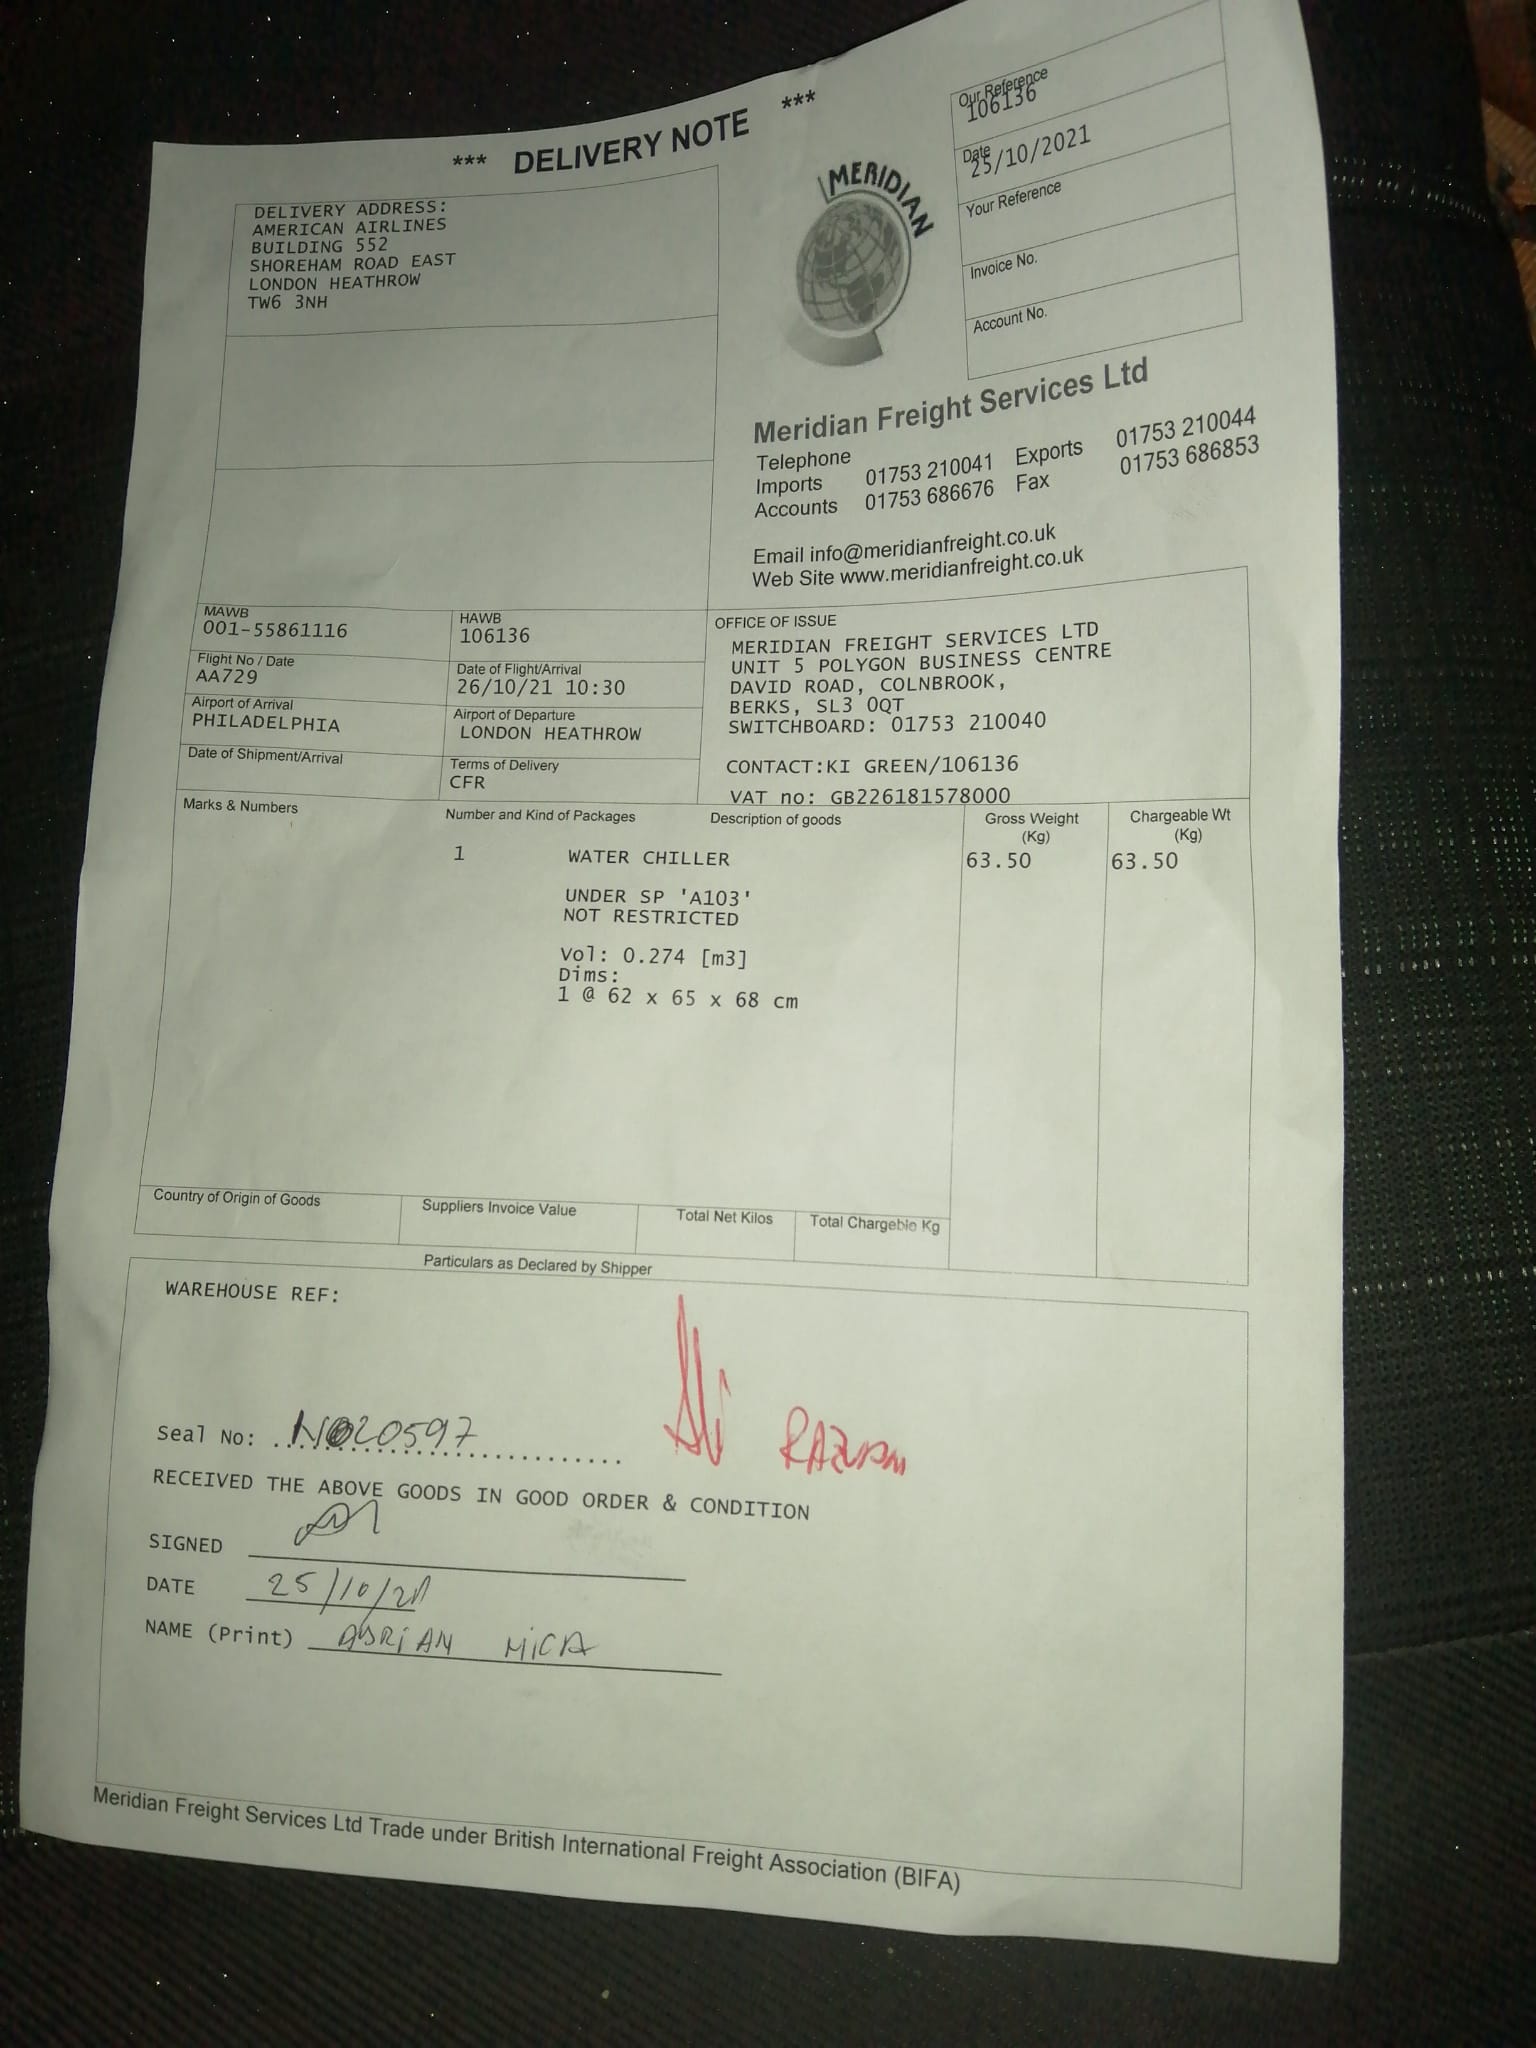 *** DELIVERY NOTE ***
Our Reference
106136
Date
25/10/2021
Your Reference
Invoice No.
Account No.
DELIVERY ADDRESS:
AMERICAN AIRLINES
BUILDING 552
SHOREHAM ROAD EAST
LONDON HEATHROW
TW6 3NH
MERIDIAN
Meridian Freight Services Ltd
Telephone
Imports 01753 210041 Exports 01753 210044
Accounts 01753 686676 Fax 01753 686853
Email info@meridianfreight.co.uk
Web Site www.meridianfreight.co.uk
MAWB
001-55861116
HAWB
106136
Flight No / Date
AA729
Date of Flight/Arrival
26/10/21 10:30
Airport of Arrival
PHILADELPHIA
Airport of Departure
LONDON HEATHROW
Date of Shipment/Arrival
Terms of Delivery
CFR
OFFICE OF ISSUE
MERIDIAN FREIGHT SERVICES LTD
UNIT 5 POLYGON BUSINESS CENTRE
DAVID ROAD, COLNBROOK,
BERKS, SL3 0QT
SWITCHBOARD: 01753 210040
CONTACT:KI GREEN/106136
VAT no: GB226181578000
Marks & Numbers
Number and Kind of Packages
Description of goods
Gross Weight
(Kg)
Chargeable Wt
(Kg)
1 WATER CHILLER 63.50 63.50
UNDER SP 'A103'
NOT RESTRICTED
Vol: 0.274 [m3]
Dims:
1 @ 62 x 65 x 68 cm
Country of Origin of Goods
Suppliers Invoice Value
Total Net Kilos
Total Chargeble Kg
Particulars as Declared by Shipper
WAREHOUSE REF:
Seal No: N020597
RECEIVED THE ABOVE GOODS IN GOOD ORDER & CONDITION
SIGNED
DATE 25/10/21
NAME (Print) ADRIAN MICA
Meridian Freight Services Ltd Trade under British International Freight Association (BIFA)